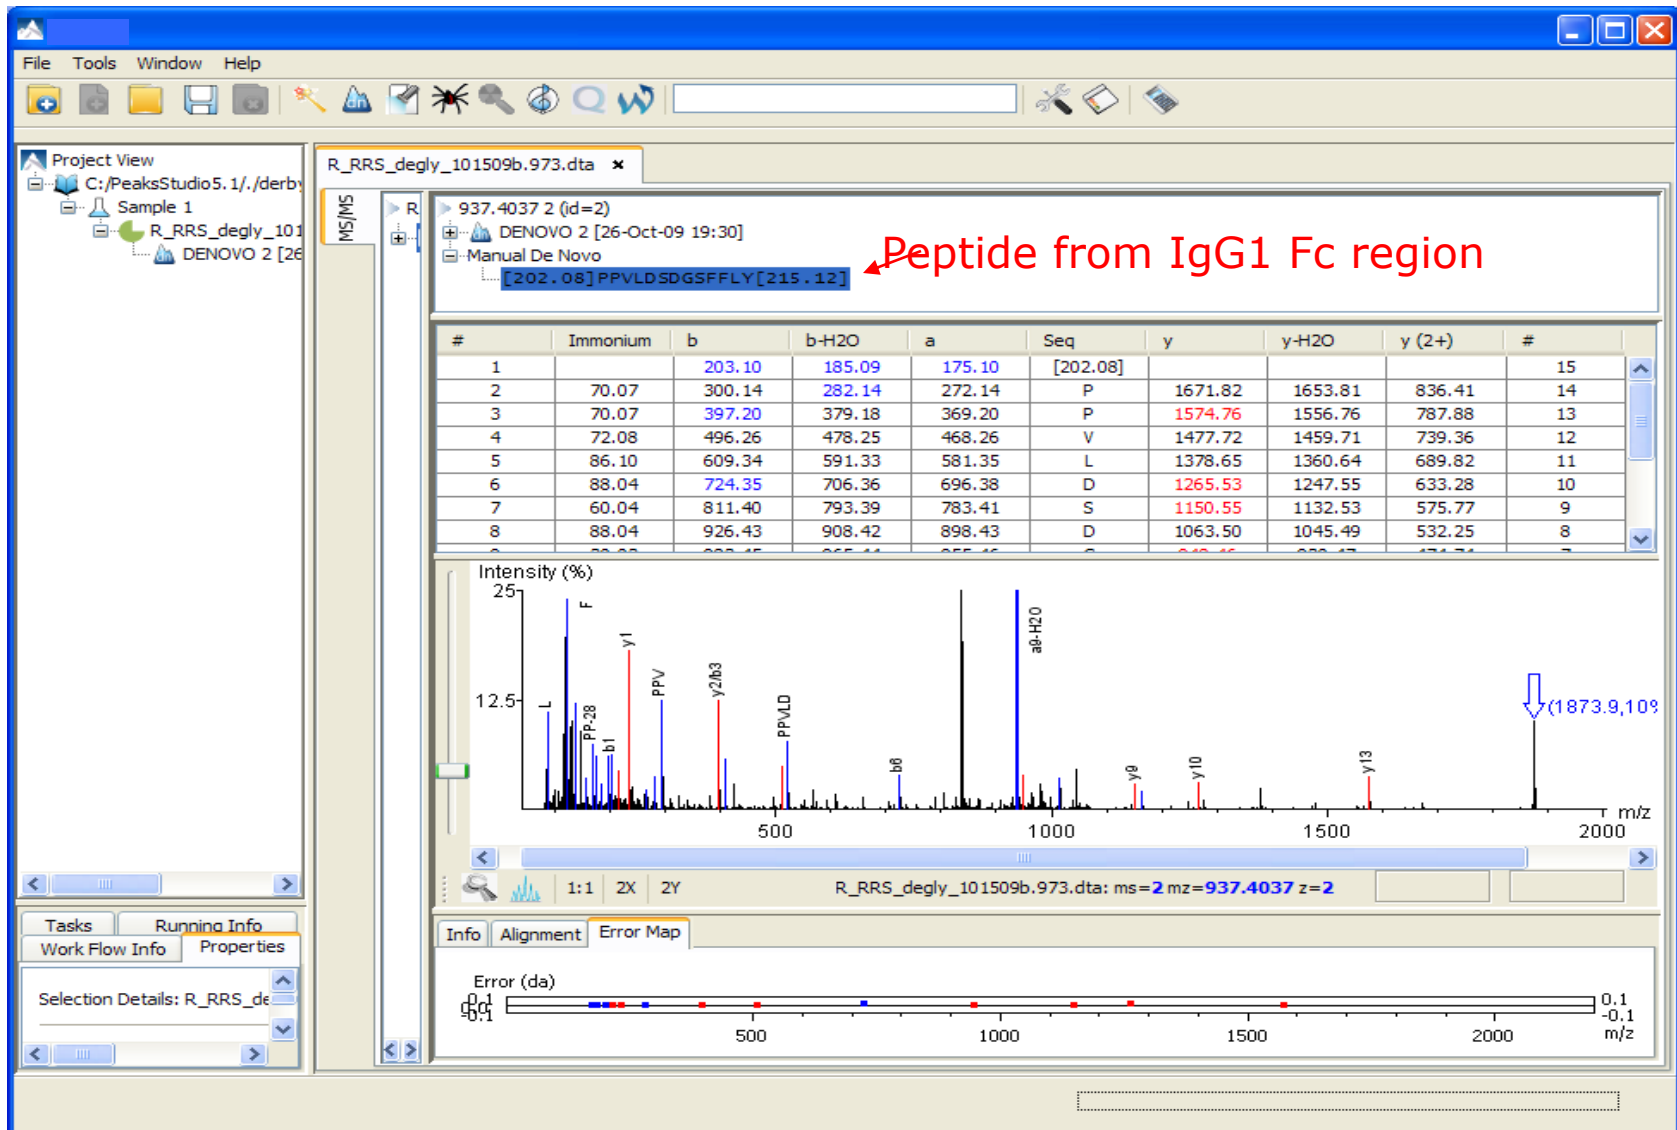 File Tools Window Help
Project View
C:/PeaksStudio5.1/./derby
Sample 1
R_RRS_degly_101
DENOVO 2 [26
R_RRS_degly_101509b.973.dta
MS/MS
R
937.4037 2 (id=2)
DENOVO 2 [26-Oct-09 19:30]
Manual De Novo
[202.08]PPVLDSDGSFFLY[215.12]
Peptide from IgG1 Fc region
# Immonium b b-H2O a Seq y y-H2O y (2+) #
1 203.10 185.09 175.10 [202.08] 15
2 70.07 300.14 282.14 272.14 P 1671.82 1653.81 836.41 14
3 70.07 397.20 379.18 369.20 P 1574.76 1556.76 787.88 13
4 72.08 496.26 478.25 468.26 V 1477.72 1459.71 739.36 12
5 86.10 609.34 591.33 581.35 L 1378.65 1360.64 689.82 11
6 88.04 724.35 706.36 696.38 D 1265.53 1247.55 633.28 10
7 60.04 811.40 793.39 783.41 S 1150.55 1132.53 575.77 9
8 88.04 926.43 908.42 898.43 D 1063.50 1045.49 532.25 8
Intensity (%)
25
12.5
L
F
PP-28
b1
y1
PPV
y2/b3
PPVLD
b6
a9-H2O
y9
y10
y13
(1873.9,109
500 1000 1500 2000
m/z
1:1 2X 2Y R_RRS_degly_101509b.973.dta: ms=2 mz=937.4037 z=2
Tasks Running Info
Work Flow Info Properties
Selection Details: R_RRS_de
Info Alignment Error Map
Error (da)
0.1
0.0
-0.1
0.1
-0.1
500 1000 1500 2000 m/z